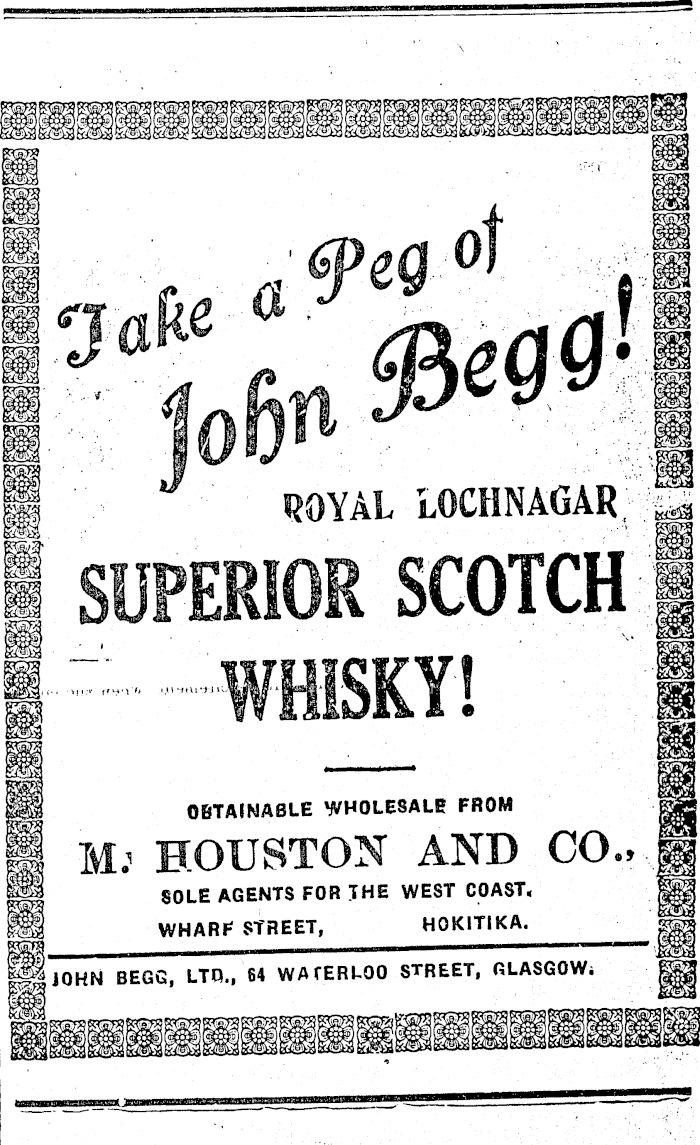 Take a Peg of
John Begg!
ROYAL LOCHNAGAR
SUPERIOR SCOTCH
WHISKY!
OBTAINABLE WHOLESALE FROM
M. HOUSTON AND CO.,
SOLE AGENTS FOR THE WEST COAST.
WHARF STREET, HOKITIKA.
JOHN BEGG, LTD., 64 WATERLOO STREET, GLASGOW.